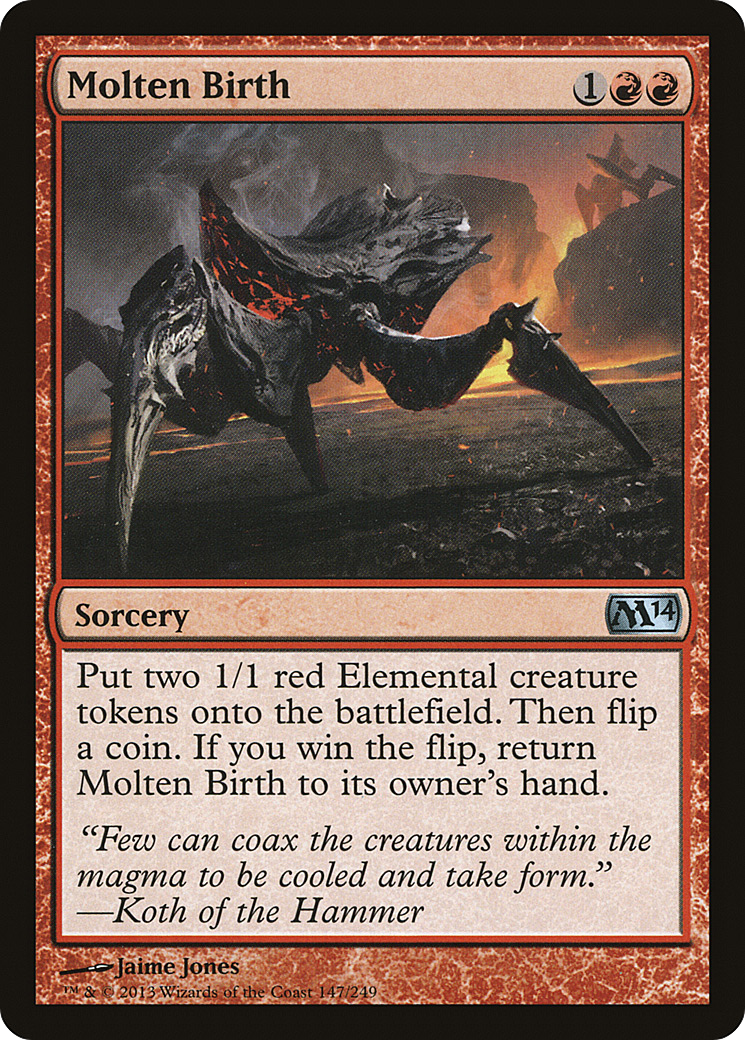 Molten Birth 1
Sorcery M14
Put two 1/1 red Elemental creature
tokens onto the battlefield. Then flip
a coin. If you win the flip, return
Molten Birth to its owner's hand.
“Few can coax the creatures within the
magma to be cooled and take form.”
—Koth of the Hammer
Jaime Jones
™ & © 2013 Wizards of the Coast 147/249